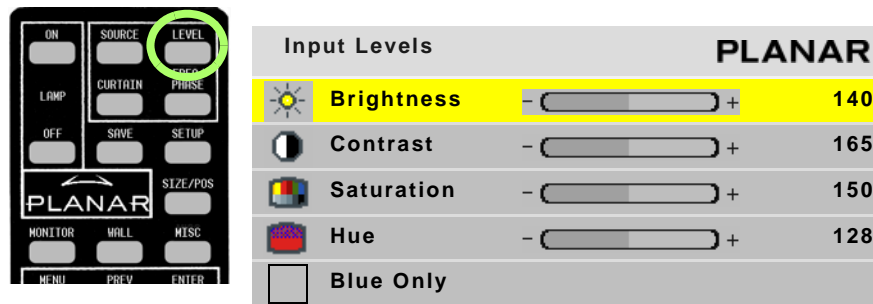 ON SOURCE LEVEL
LAMP CURTAIN PHASE
OFF SAVE SETUP
PLANAR SIZE/POS
MONITOR WALL MISC
MENU PREV ENTER
Input Levels PLANAR
Brightness - + 140
Contrast - + 165
Saturation - + 150
Hue - + 128
Blue Only